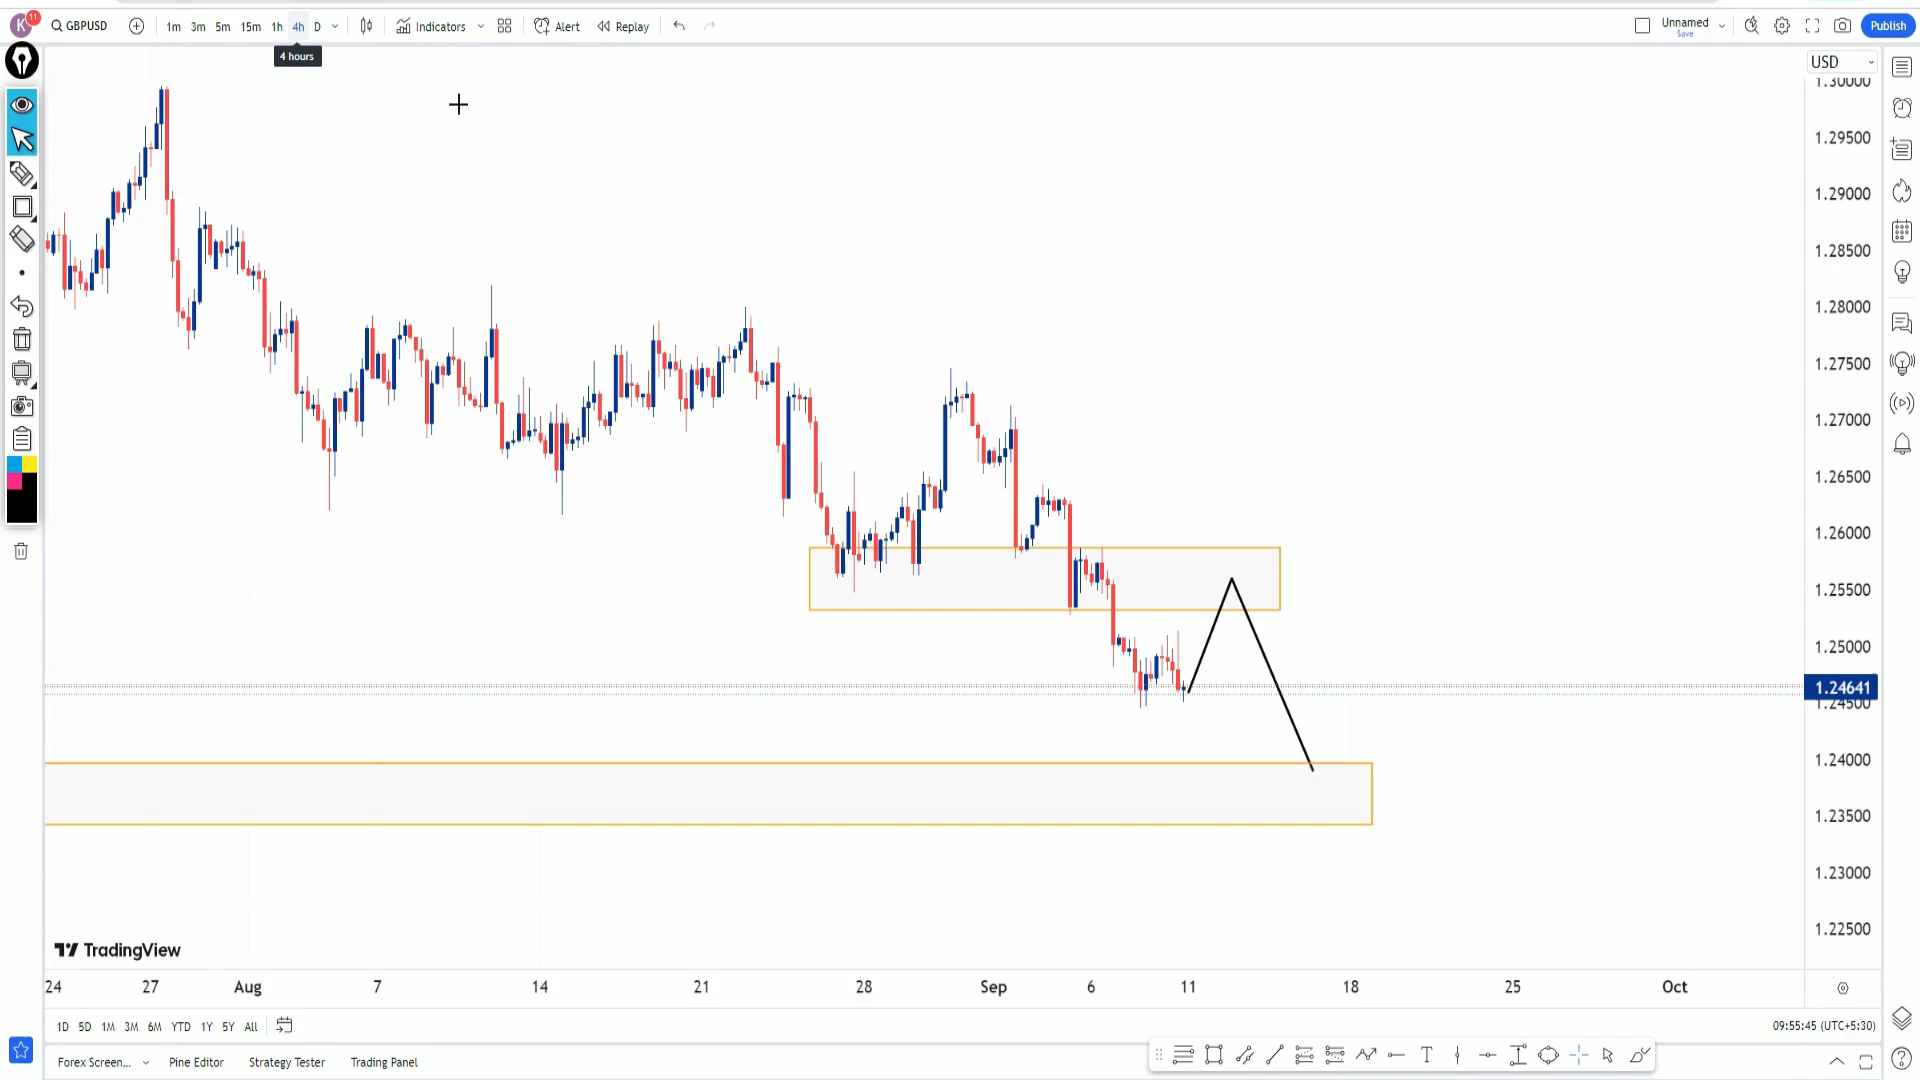 K
11
GBPUSD
1m 3m 5m 15m 1h 4h D
Indicators
Alert
Replay
Unnamed
Save
Publish
4 hours
USD
1.30000
1.29500
1.29000
1.28500
1.28000
1.27500
1.27000
1.26500
1.26000
1.25500
1.25000
1.24641
1.24500
1.24000
1.23500
1.23000
1.22500
TradingView
24 27 Aug 7 14 21 28 Sep 6 11 18 25 Oct
1D 5D 1M 3M 6M YTD 1Y 5Y All
09:55:45 (UTC+5:30)
Forex Screen... Pine Editor Strategy Tester Trading Panel